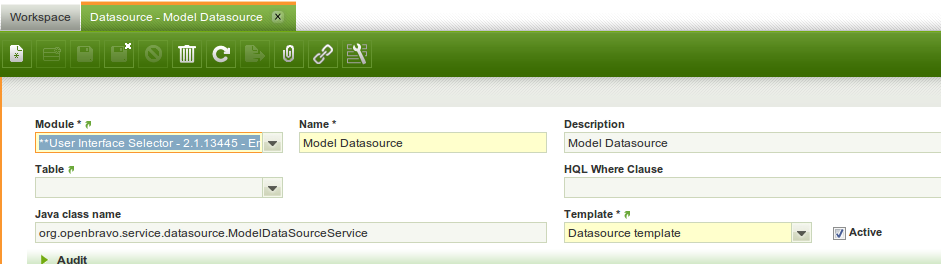 Workspace
Datasource - Model Datasource
Module *
Name *
Description
**User Interface Selector - 2.1.13445 - Er
Model Datasource
Model Datasource
Table
HQL Where Clause
Java class name
Template *
org.openbravo.service.datasource.ModelDataSourceService
Datasource template
Active
Audit